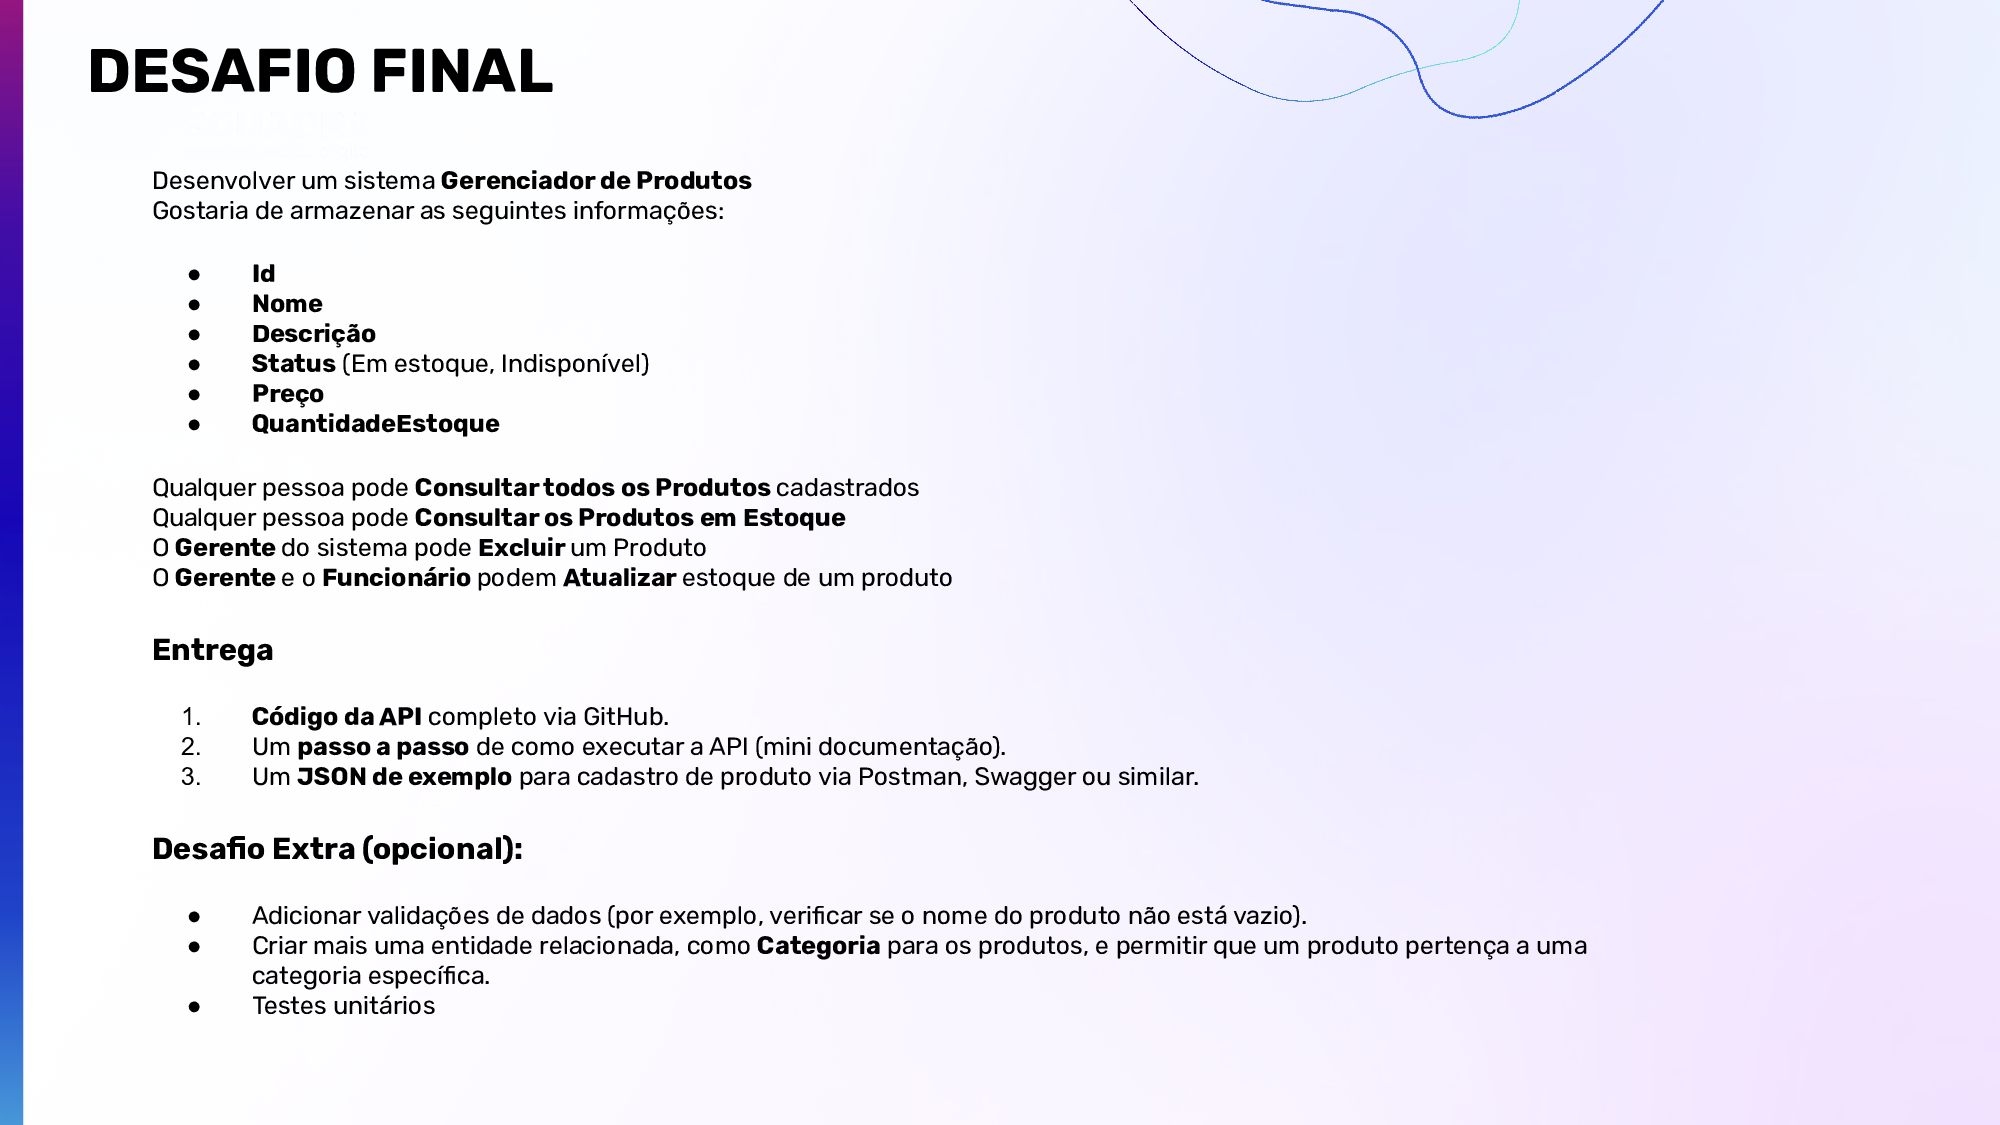 DESAFIO FINAL
Desenvolver um sistema Gerenciador de Produtos
Gostaria de armazenar as seguintes informações:
● Id
● Nome
● Descrição
● Status (Em estoque, Indisponível)
● Preço
● QuantidadeEstoque
Qualquer pessoa pode Consultar todos os Produtos cadastrados
Qualquer pessoa pode Consultar os Produtos em Estoque
O Gerente do sistema pode Excluir um Produto
O Gerente e o Funcionário podem Atualizar estoque de um produto
Entrega
1. Código da API completo via GitHub.
2. Um passo a passo de como executar a API (mini documentação).
3. Um JSON de exemplo para cadastro de produto via Postman, Swagger ou similar.
Desafio Extra (opcional):
● Adicionar validações de dados (por exemplo, verificar se o nome do produto não está vazio).
● Criar mais uma entidade relacionada, como Categoria para os produtos, e permitir que um produto pertença a uma
categoria específica.
● Testes unitários